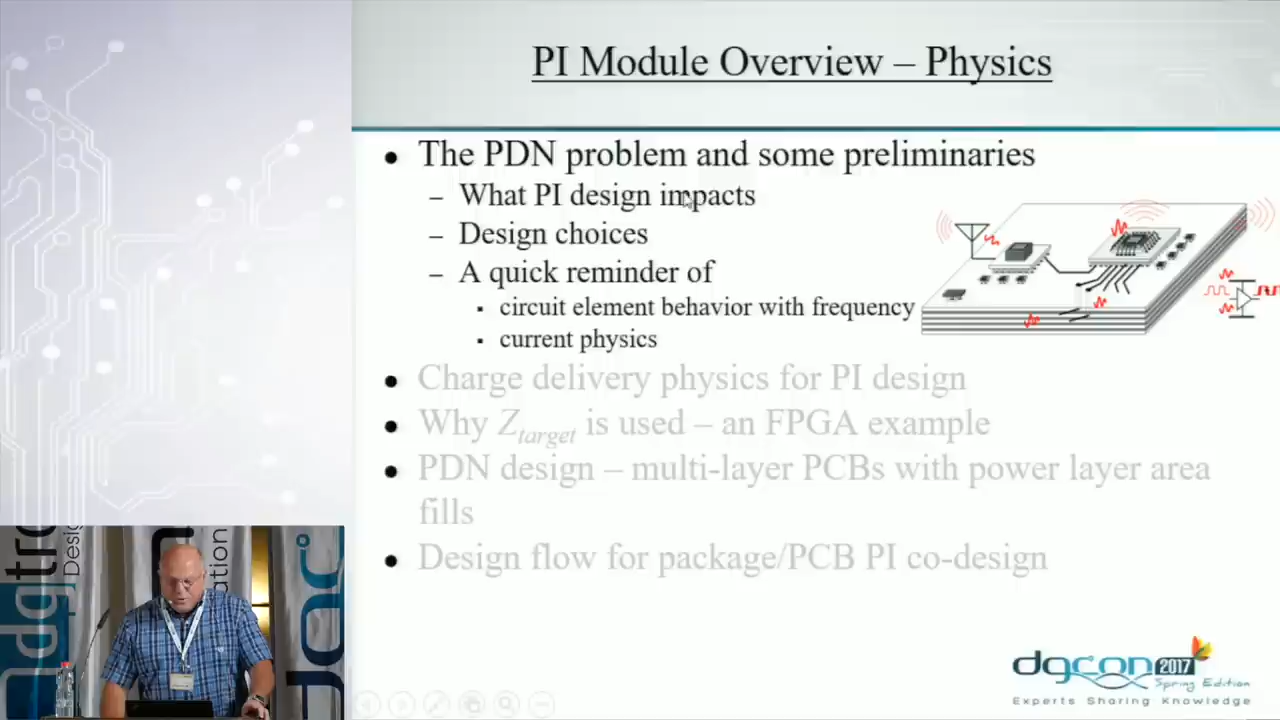 PI Module Overview – Physics
• The PDN problem and some preliminaries
– What PI design impacts
– Design choices
– A quick reminder of
▪ circuit element behavior with frequency
▪ current physics
• Charge delivery physics for PI design
• Why Ztarget is used – an FPGA example
• PDN design – multi-layer PCBs with power layer area
fills
• Design flow for package/PCB PI co-design
dgcon 2017
Spring Edition
Experts Sharing Knowledge